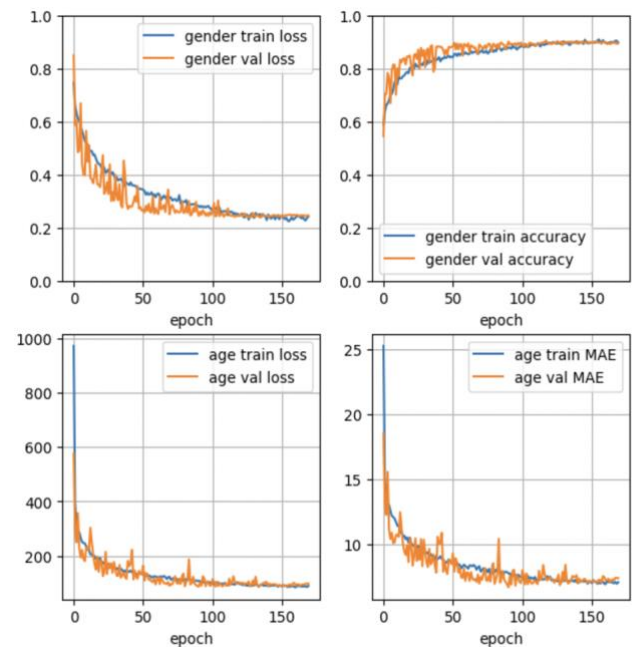 1.0
0.8
0.6
0.4
0.2
0.0
gender train loss
gender val loss
0 50 100 150
epoch
1.0
0.8
0.6
0.4
0.2
0.0
gender train accuracy
gender val accuracy
0 50 100 150
epoch
1000
800
600
400
200
age train loss
age val loss
0 50 100 150
epoch
25
20
15
10
age train MAE
age val MAE
0 50 100 150
epoch